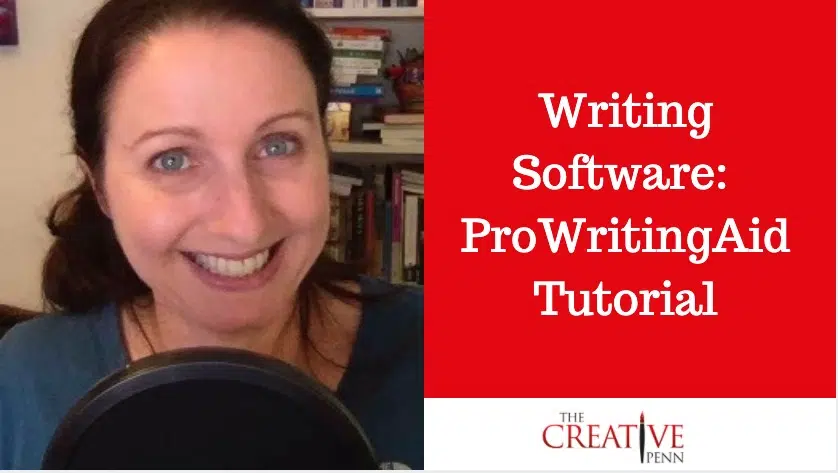 Writing
Software:
ProWritingAid
Tutorial
THE
CREATIVE
PENN